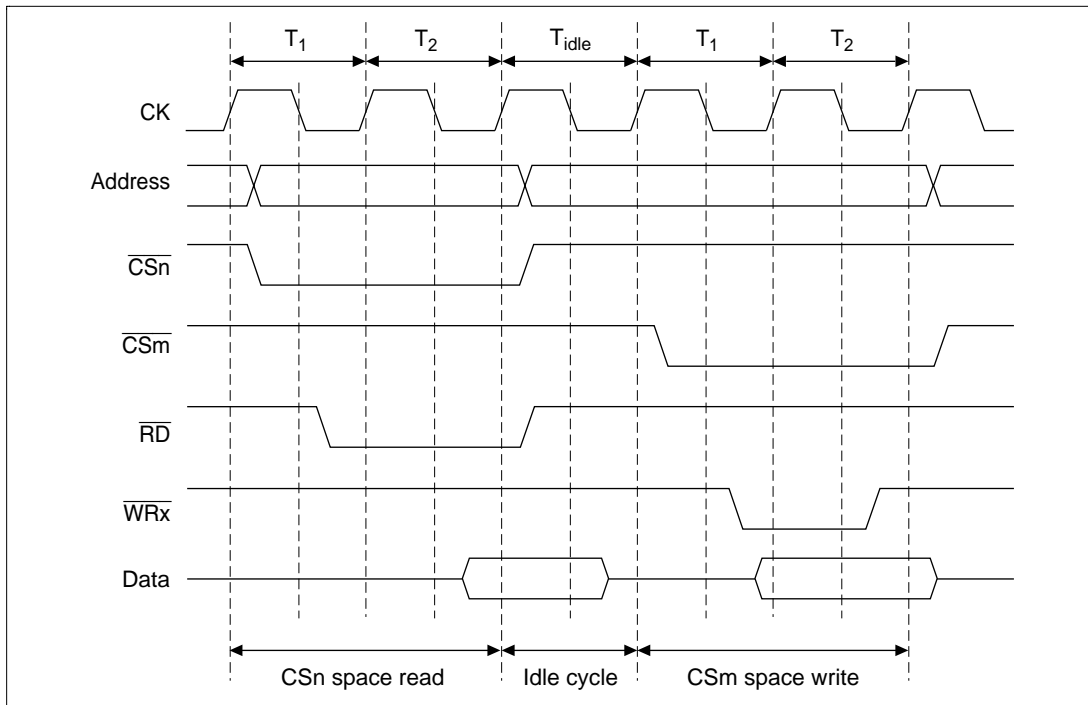 T1 T2 Tidle T1 T2
CK
Address
CSn
CSm
RD
WRx
Data
CSn space read Idle cycle CSm space write